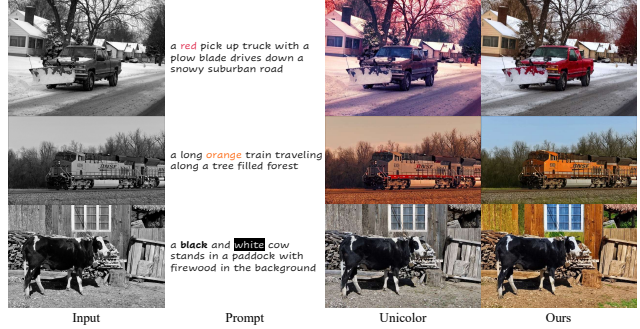 a red pick up truck with a
plow blade drives down a
snowy suburban road
a long orange train traveling
along a tree filled forest
a black and white cow
stands in a paddock with
firewood in the background
Input
Prompt
Unicolor
Ours